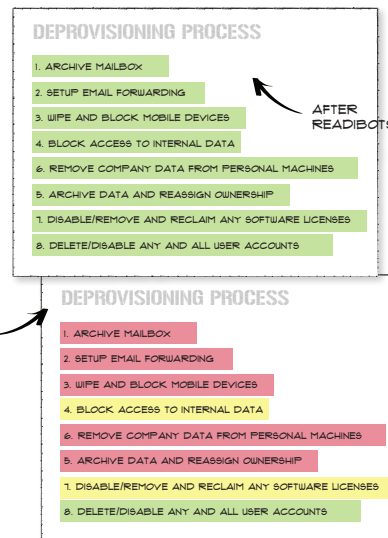 DEPROVISIONING PROCESS
1. ARCHIVE MAILBOX
2. SETUP EMAIL FORWARDING
3. WIPE AND BLOCK MOBILE DEVICES
4. BLOCK ACCESS TO INTERNAL DATA
6. REMOVE COMPANY DATA FROM PERSONAL MACHINES
5. ARCHIVE DATA AND REASSIGN OWNERSHIP
7. DISABLE/REMOVE AND RECLAIM ANY SOFTWARE LICENSES
8. DELETE/DISABLE ANY AND ALL USER ACCOUNTS
AFTER
READIBOTS
DEPROVISIONING PROCESS
1. ARCHIVE MAILBOX
2. SETUP EMAIL FORWARDING
3. WIPE AND BLOCK MOBILE DEVICES
4. BLOCK ACCESS TO INTERNAL DATA
6. REMOVE COMPANY DATA FROM PERSONAL MACHINES
5. ARCHIVE DATA AND REASSIGN OWNERSHIP
7. DISABLE/REMOVE AND RECLAIM ANY SOFTWARE LICENSES
8. DELETE/DISABLE ANY AND ALL USER ACCOUNTS